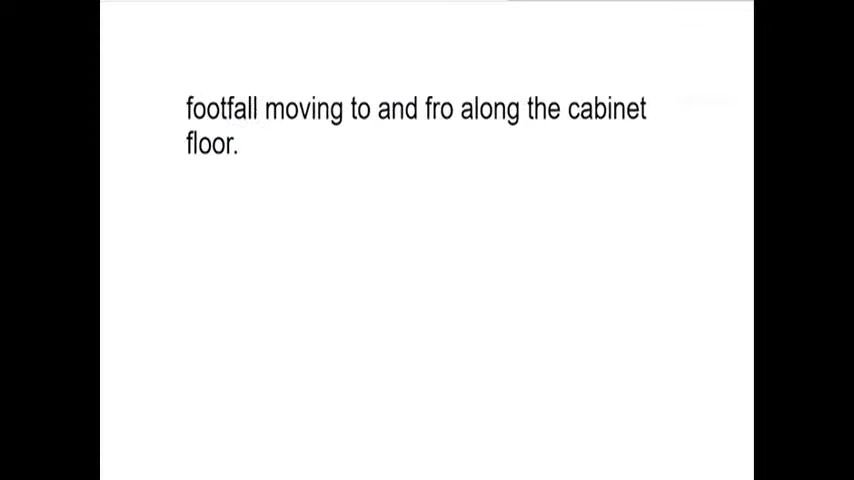 footfall moving to and fro along the cabinet
floor.